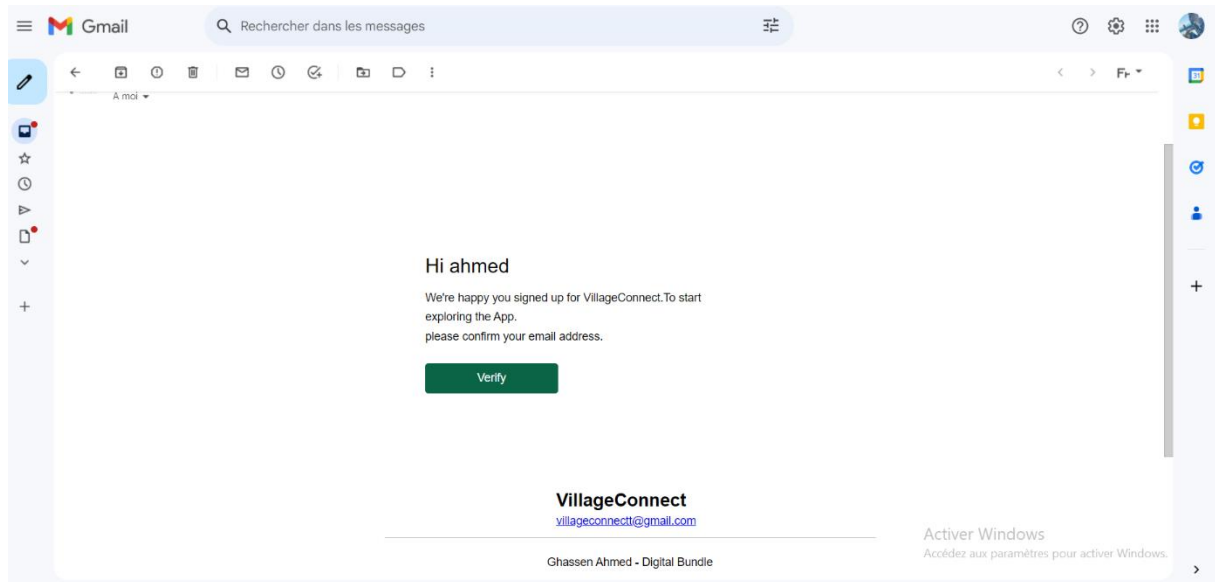 Gmail
Rechercher dans les messages
Fr
À moi
31
Hi ahmed
We're happy you signed up for VillageConnect.To start
exploring the App.
please confirm your email address.
Verify
VillageConnect
villageconnectt@gmail.com
Ghassen Ahmed - Digital Bundle
Activer Windows
Accédez aux paramètres pour activer Windows.